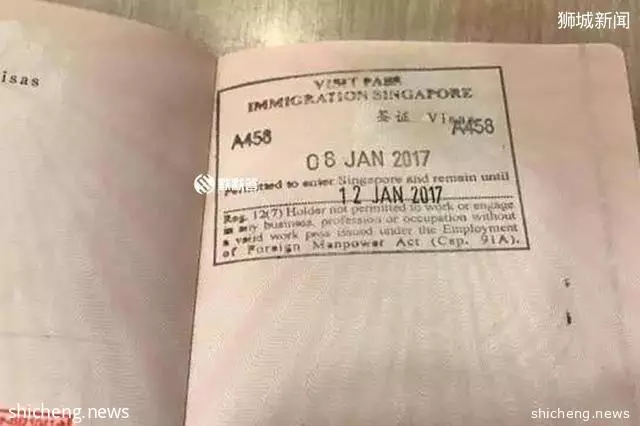 狮城新闻
isas
VISIT PASS
IMMIGRATION SINGAPORE
签证 Visas
A458
A458
08 JAN 2017
permitted to enter Singapore and remain until
12 JAN 2017
Reg. 12(7) Holder not permitted to work or engage
in any business, profession or occupation without
a valid work pass issued under the Employment
of Foreign Manpower Act (Cap. 91A).
shicheng.news
shicheng.news